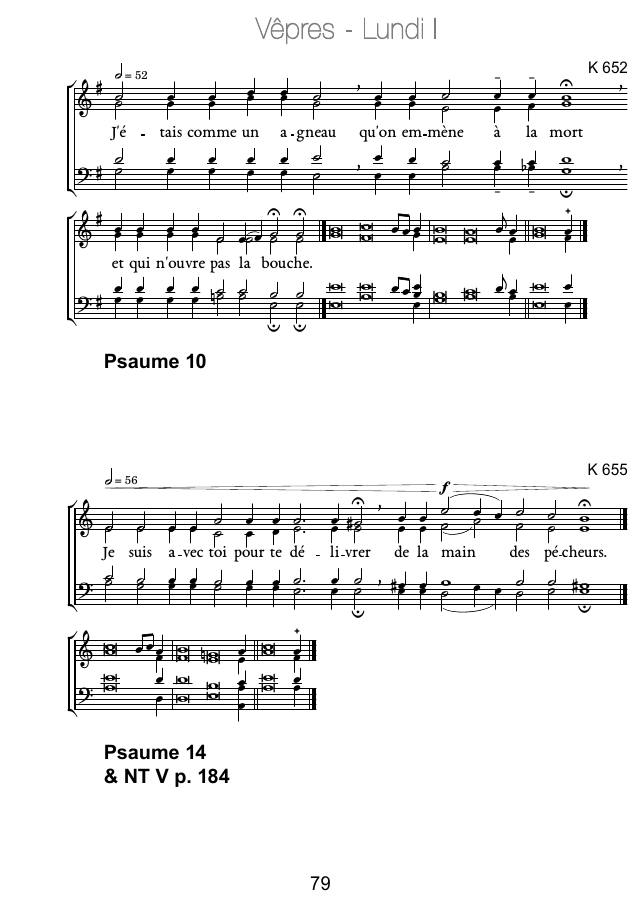 Vêpres - Lundi I
= 52
K 652
J'é - tais comme un a - gneau qu'on em - mène à la mort
et qui n'ouvre pas la bouche.
Psaume 10
K 655
= 56
f
Je suis a - vec toi pour te dé - li - vrer de la main des pé - cheurs.
Psaume 14
& NT V p. 184
79